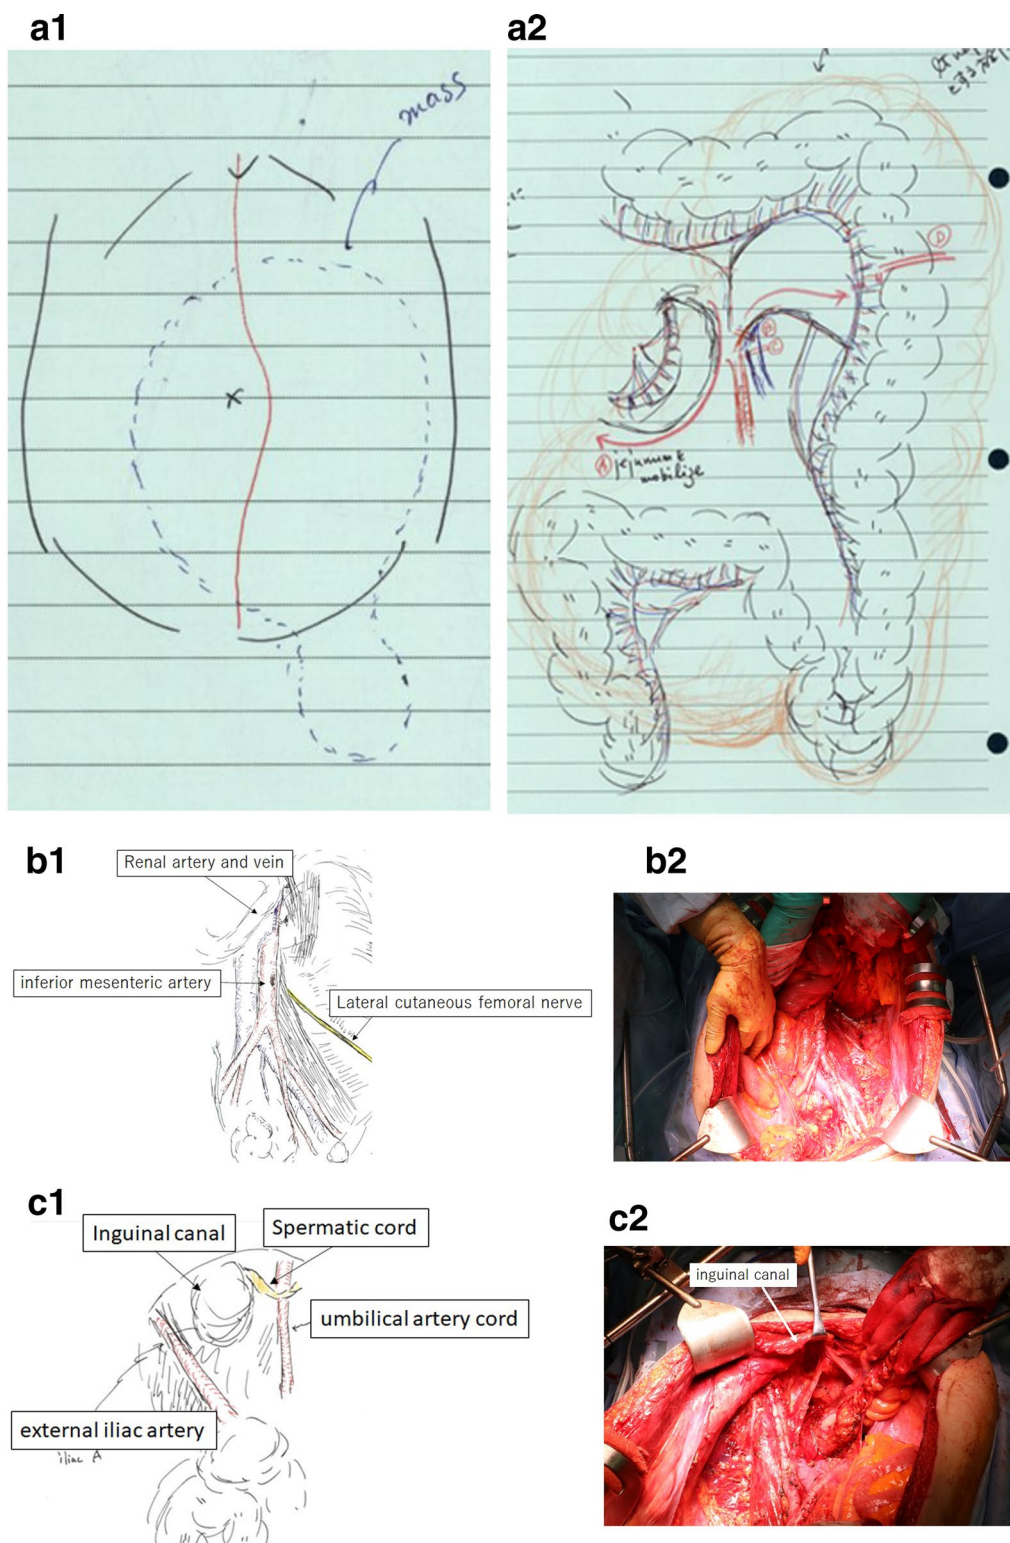 a1
a2
mass
D
B
C
A jejunum &
mobilize
b1
b2
Renal artery and vein
inferior mesenteric artery
Lateral cutaneous femoral nerve
c1
c2
Inguinal canal
Spermatic cord
umbilical artery cord
external iliac artery
iliac A
inguinal canal